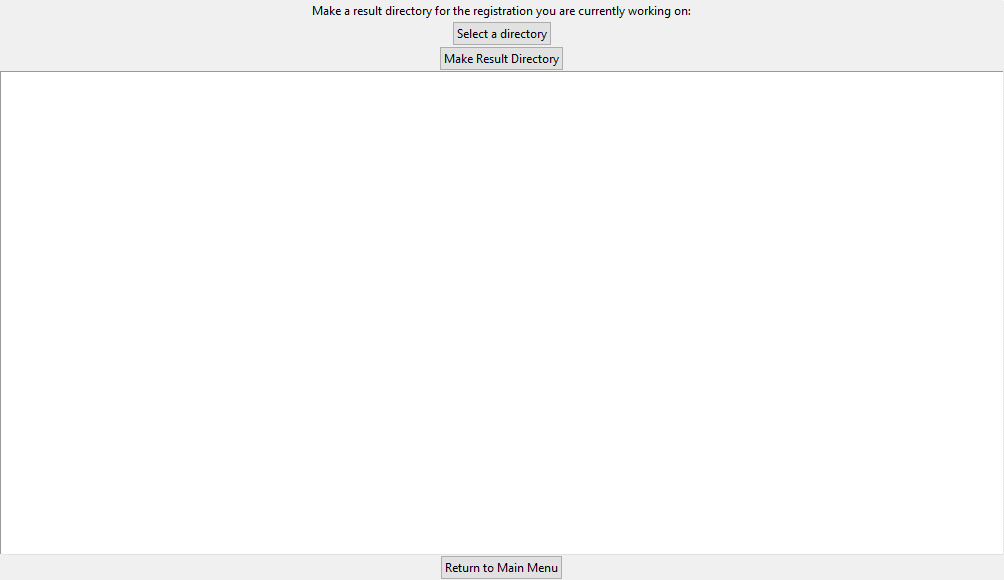 Make a result directory for the registration you are currently working on:
Select a directory
Make Result Directory
Return to Main Menu